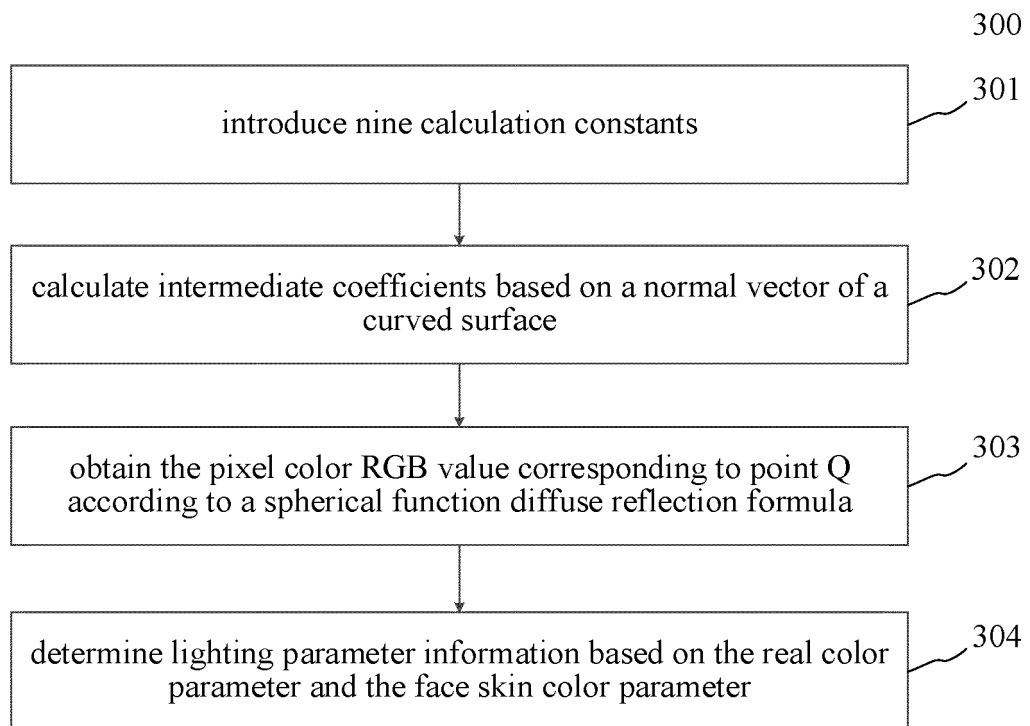 300
301
introduce nine calculation constants
302
calculate intermediate coefficients based on a normal vector of a
curved surface
303
obtain the pixel color RGB value corresponding to point Q
according to a spherical function diffuse reflection formula
304
determine lighting parameter information based on the real color
parameter and the face skin color parameter